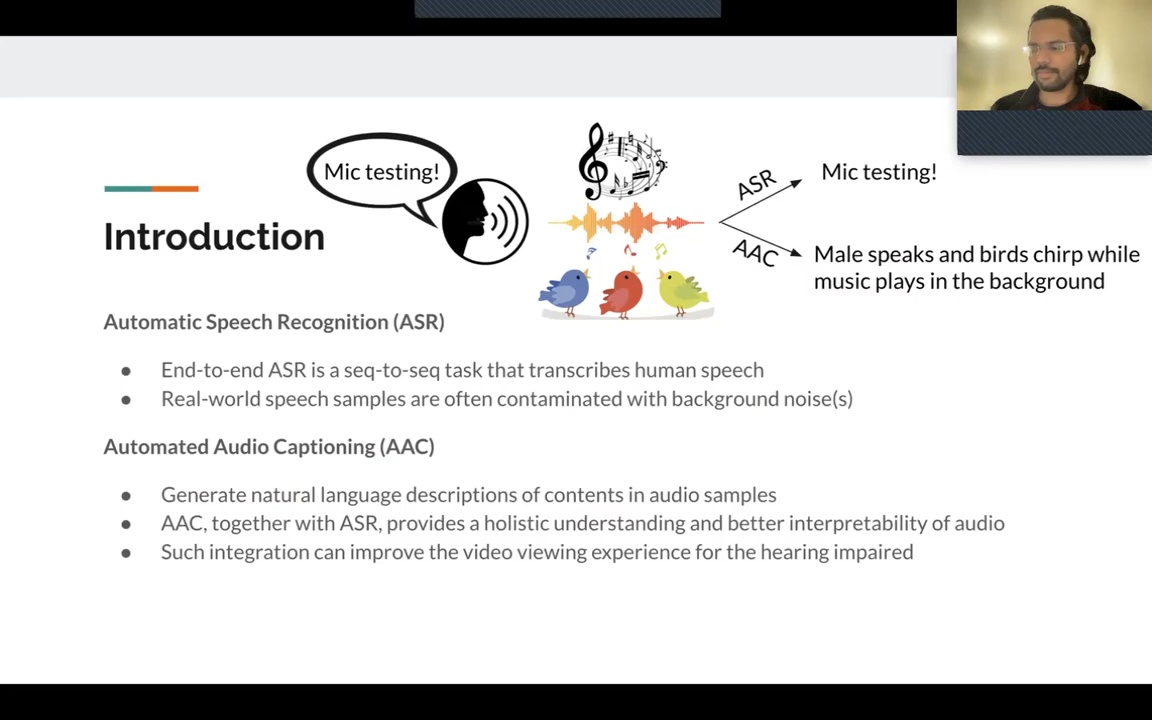 Mic testing!
ASR
Mic testing!
Introduction
AAC
Male speaks and birds chirp while
music plays in the background
Automatic Speech Recognition (ASR)
● End-to-end ASR is a seq-to-seq task that transcribes human speech
● Real-world speech samples are often contaminated with background noise(s)
Automated Audio Captioning (AAC)
● Generate natural language descriptions of contents in audio samples
● AAC, together with ASR, provides a holistic understanding and better interpretability of audio
● Such integration can improve the video viewing experience for the hearing impaired